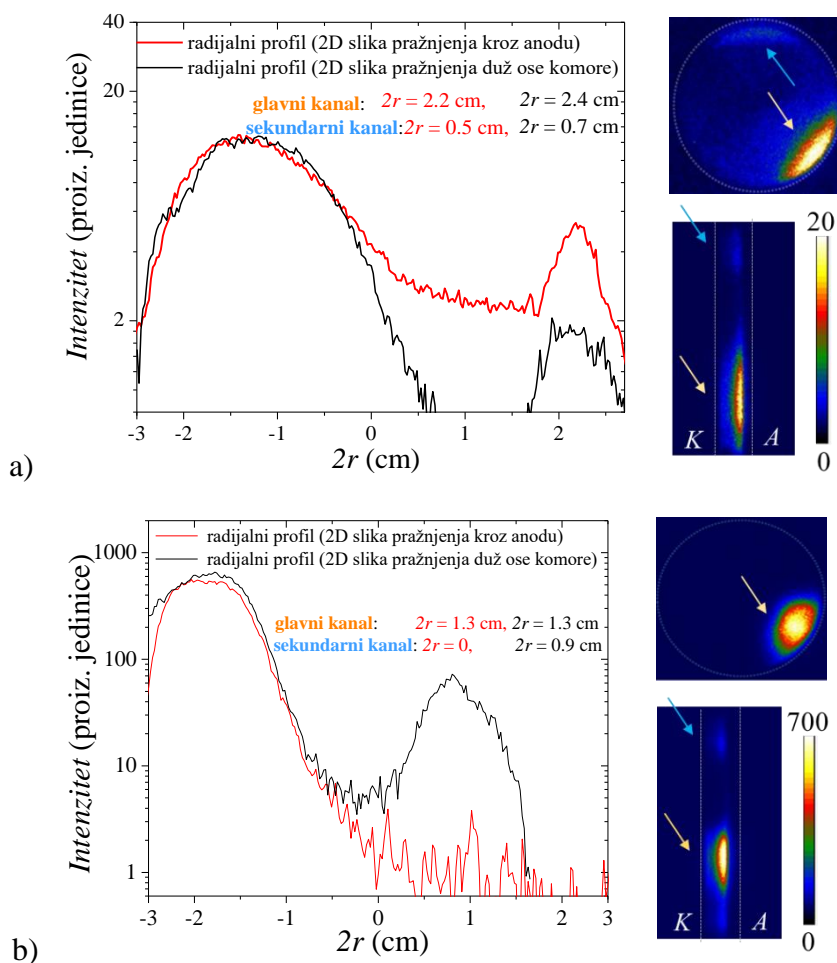 40
20
2
Intenzitet (proiz. jedinice)
radijalni profil (2D slika pražnjenja kroz anodu)
radijalni profil (2D slika pražnjenja duž ose komore)
glavni kanal: 2r = 2.2 cm, 2r = 2.4 cm
sekundarni kanal: 2r = 0.5 cm, 2r = 0.7 cm
-3 -2 -1 0 1 2
2r (cm)
a)
K A
20
0
1000
100
10
1
Intenzitet (proiz. jedinice)
radijalni profil (2D slika pražnjenja kroz anodu)
radijalni profil (2D slika pražnjenja duž ose komore)
glavni kanal: 2r = 1.3 cm, 2r = 1.3 cm
sekundarni kanal: 2r = 0, 2r = 0.9 cm
-3 -2 -1 0 1 2 3
2r (cm)
b)
K A
700
0